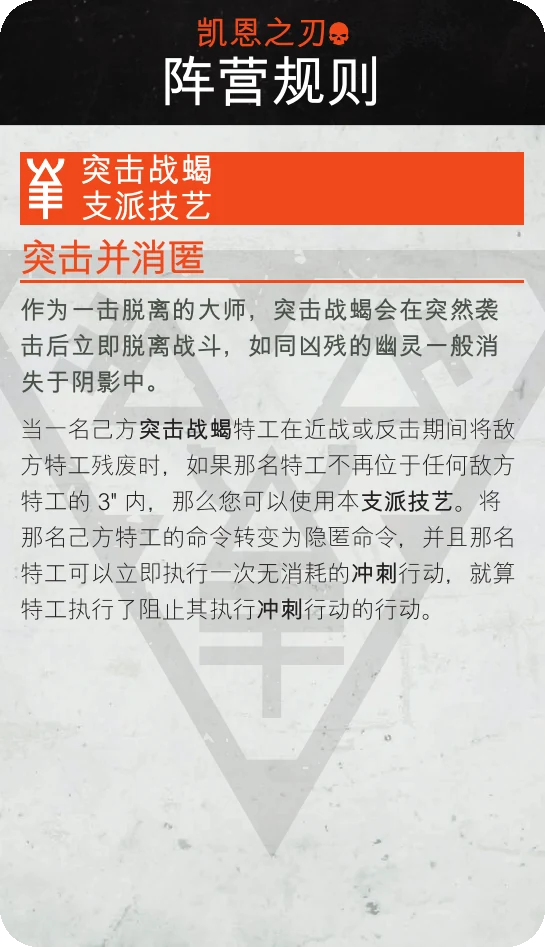 凯恩之刃
阵营规则
突击战蝎
支派技艺
突击并消匿
作为一击脱离的大师，突击战蝎会在突然袭
击后立即脱离战斗，如同凶残的幽灵一般消
失于阴影中。
当一名己方突击战蝎特工在近战或反击期间将敌
方特工残废时，如果那名特工不再位于任何敌方
特工的 3" 内，那么您可以使用本支派技艺。将
那名己方特工的命令转变为隐匿命令，并且那名
特工可以立即执行一次无消耗的冲刺行动，就算
特工执行了阻止其执行冲刺行动的行动。